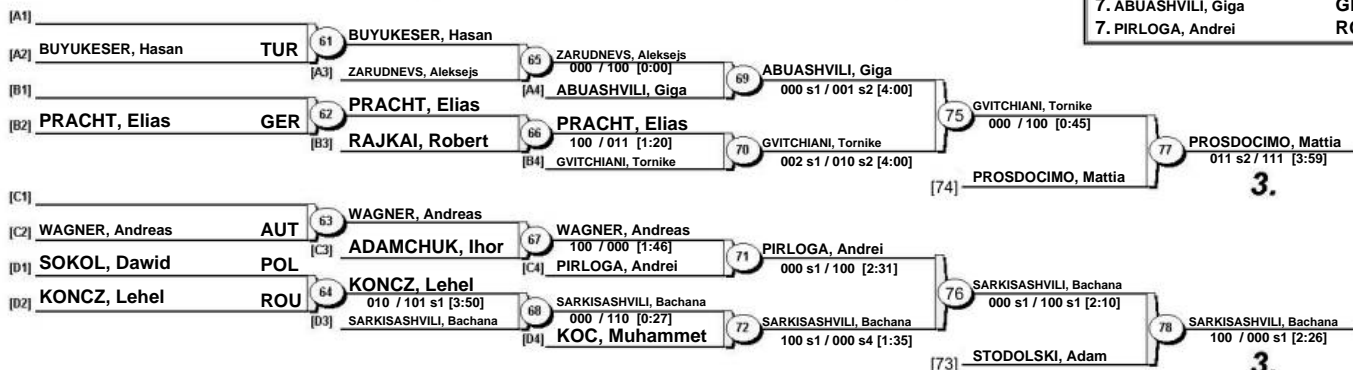 7. ABUASHVILI, Giga
7. PIRLOGA, Andrei
[A1]
[A2] BUYUKESER, Hasan TUR
61
BUYUKESER, Hasan
[A3] ZARUDNEVS, Aleksejs
65
ZARUDNEVS, Aleksejs
000 / 100 [0:00]
[A4] ABUASHVILI, Giga
69
ABUASHVILI, Giga
000 s1 / 001 s2 [4:00]
[B1]
[B2] PRACHT, Elias GER
62
PRACHT, Elias
[B3] RAJKAI, Robert
66
PRACHT, Elias
100 / 011 [1:20]
[B4] GVITCHIANI, Tornike
70
GVITCHIANI, Tornike
002 s1 / 010 s2 [4:00]
75
GVITCHIANI, Tornike
000 / 100 [0:45]
[74] PROSDOCIMO, Mattia
77
PROSDOCIMO, Mattia
011 s2 / 111 [3:59]
3.
[C1]
[C2] WAGNER, Andreas AUT
63
WAGNER, Andreas
[C3] ADAMCHUK, Ihor
67
WAGNER, Andreas
100 / 000 [1:46]
[C4] PIRLOGA, Andrei
71
PIRLOGA, Andrei
000 s1 / 100 [2:31]
[D1] SOKOL, Dawid POL
[D2] KONCZ, Lehel ROU
64
KONCZ, Lehel
010 / 101 s1 [3:50]
[D3] SARKISASHVILI, Bachana
68
SARKISASHVILI, Bachana
000 / 110 [0:27]
[D4] KOC, Muhammet
72
SARKISASHVILI, Bachana
100 s1 / 000 s4 [1:35]
76
SARKISASHVILI, Bachana
000 s1 / 100 s1 [2:10]
[73] STODOLSKI, Adam
78
SARKISASHVILI, Bachana
100 / 000 s1 [2:26]
3.